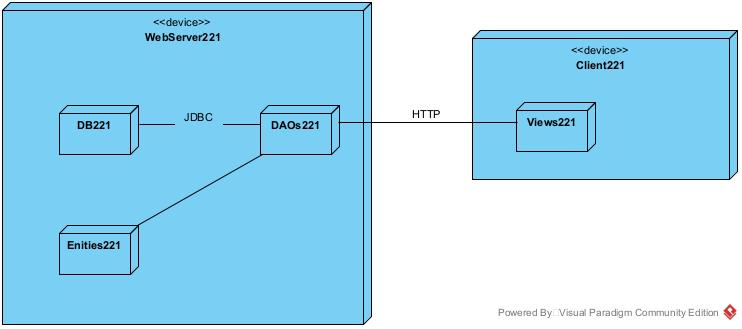 <<device>>
WebServer221
<<device>>
Client221
DB221
JDBC
DAOs221
HTTP
Views221
Enities221
Powered By Visual Paradigm Community Edition